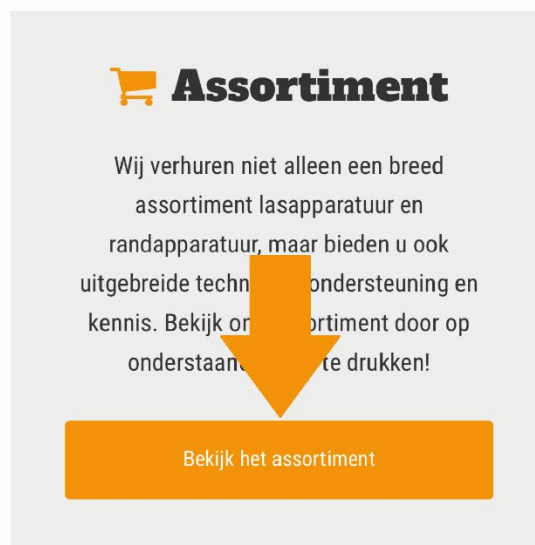 Assortiment
Wij verhuren niet alleen een breed
assortiment lasapparatuur en
randapparatuur, maar bieden u ook
uitgebreide ondersteuning en
kennis. Bekijk door op
te drukken!
Bekijk het assortiment